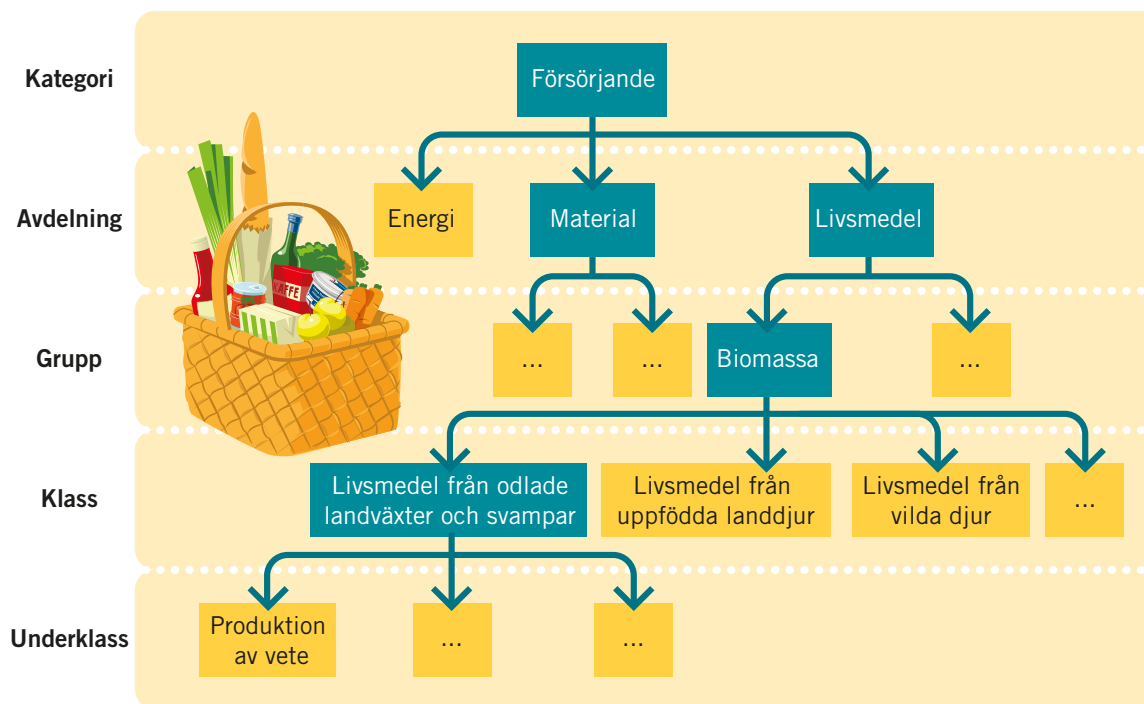 Kategori
Försörjande
Avdelning
Energi
Material
Livsmedel
KAFFE
Grupp
...
...
Biomassa
...
Klass
Livsmedel från odlade
landväxter och svampar
Livsmedel från
uppfödda landdjur
Livsmedel från
vilda djur
...
Underklass
Produktion
av vete
...
...